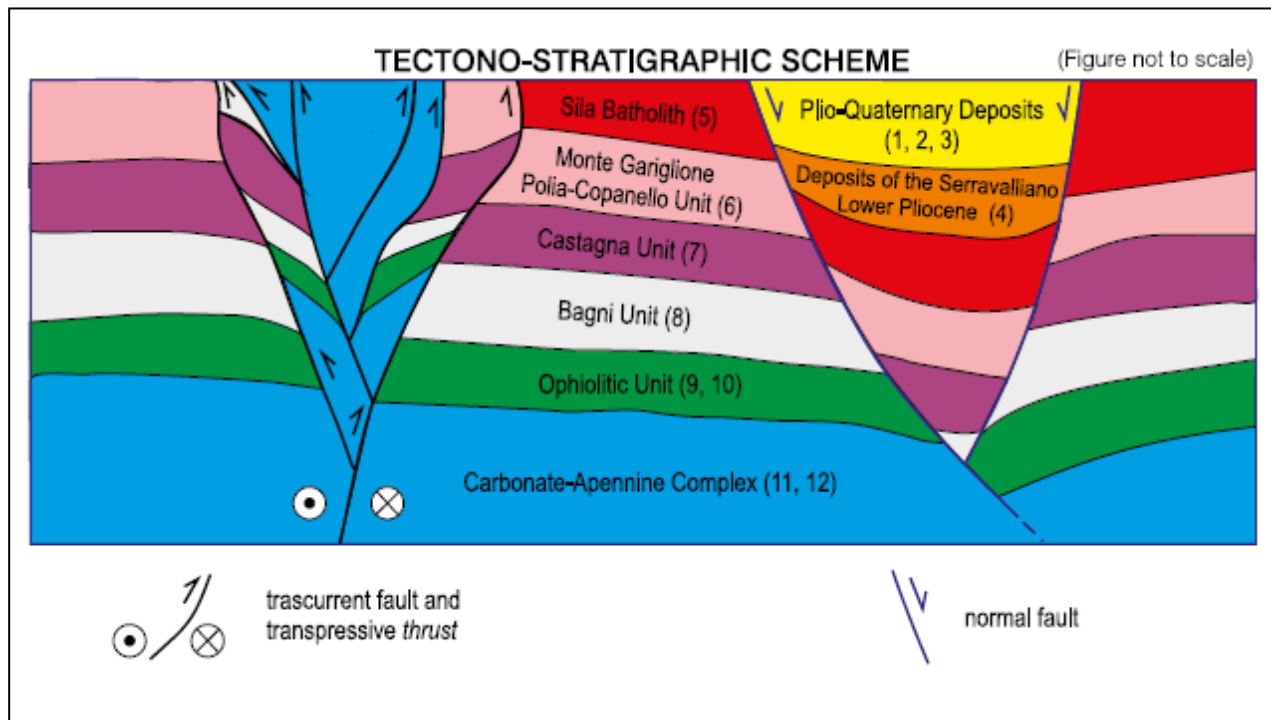 TECTONO-STRATIGRAPHIC SCHEME
(Figure not to scale)
Sila Batholith (5)
Plio-Quaternary Deposits
(1, 2, 3)
Monte Gariglione
Polia-Copanello Unit (6)
Deposits of the Serravalliano
Lower Pliocene (4)
Castagna Unit (7)
Bagni Unit (8)
Ophiolitic Unit (9, 10)
Carbonate-Apennine Complex (11, 12)
trascurrent fault and
transpressive thrust
normal fault